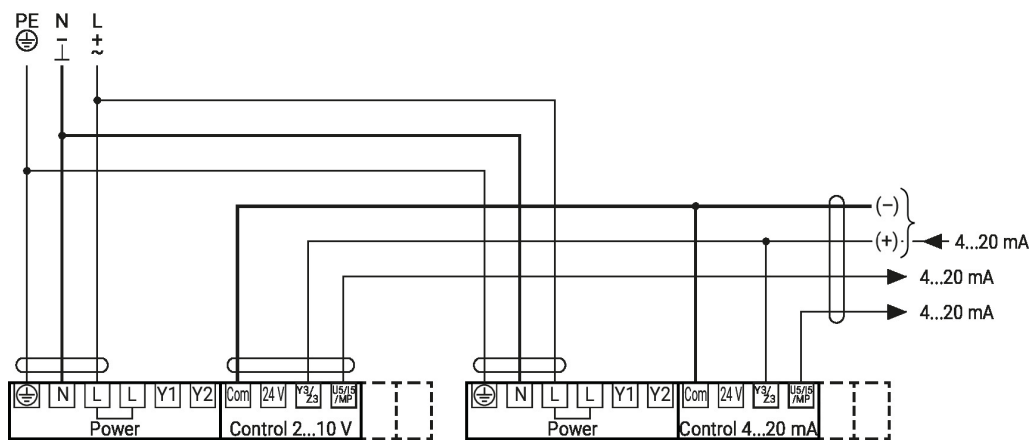 PE N L
− +
⊥ ~
(−)
(+) 4...20 mA
4...20 mA
4...20 mA
N L L Y1 Y2 Com 24 V Y3/Z3 U5/I5/MP N L L Y1 Y2 Com 24 V Y3/Z3 U5/I5/MP
Power Control 2...10 V Power Control 4...20 mA